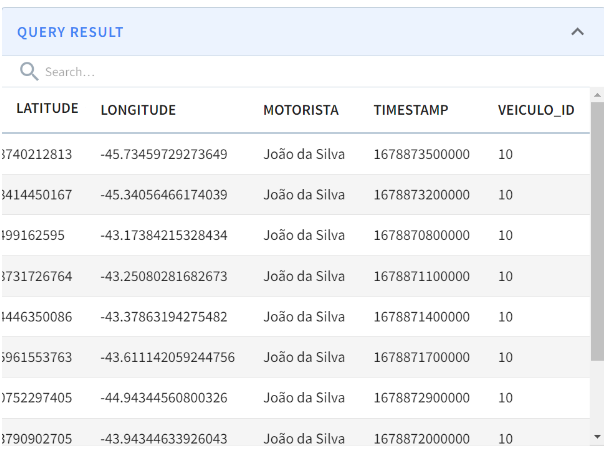 QUERY RESULT
Search...
LATITUDE LONGITUDE MOTORISTA TIMESTAMP VEICULO_ID
3740212813 -45.73459729273649 João da Silva 1678873500000 10
3414450167 -45.34056466174039 João da Silva 1678873200000 10
499162595 -43.17384215328434 João da Silva 1678870800000 10
3731726764 -43.25080281682673 João da Silva 1678871100000 10
4446350086 -43.37863194275482 João da Silva 1678871400000 10
5961553763 -43.611142059244756 João da Silva 1678871700000 10
0752297405 -44.94344560800326 João da Silva 1678872900000 10
3790902705 -43.94344633926043 João da Silva 1678872000000 10